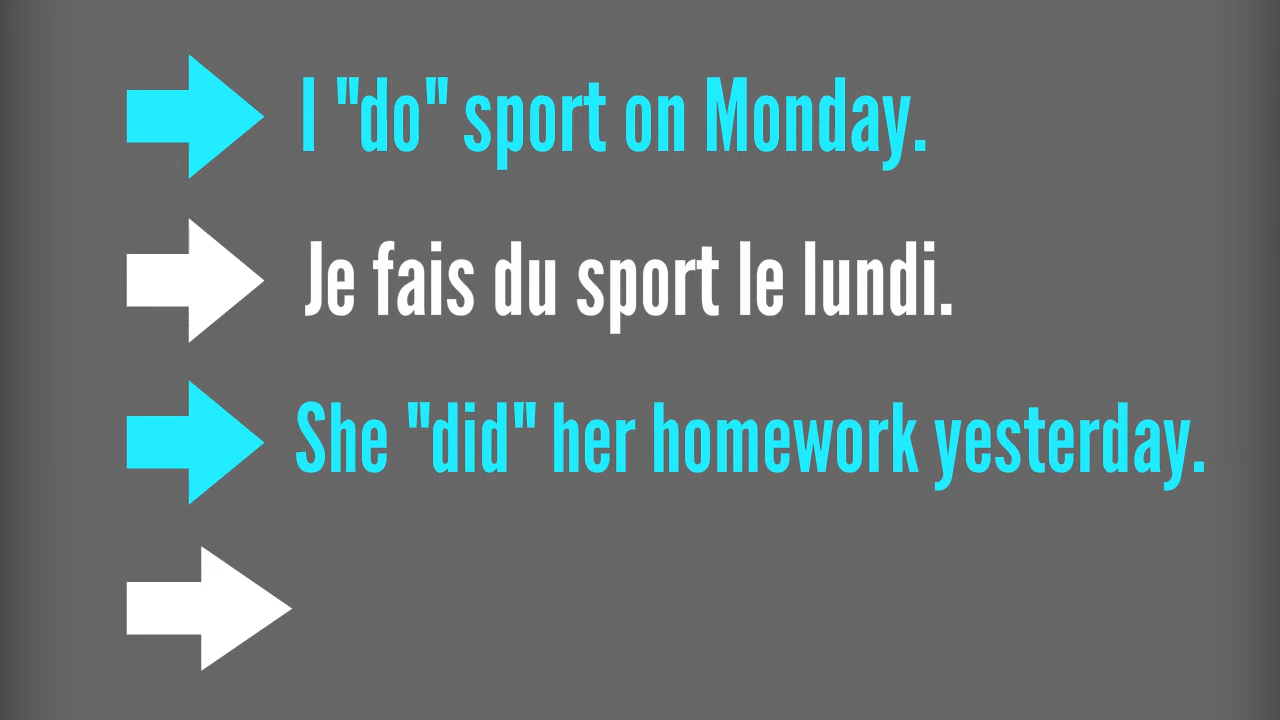 I "do" sport on Monday.
Je fais du sport le lundi.
She "did" her homework yesterday.